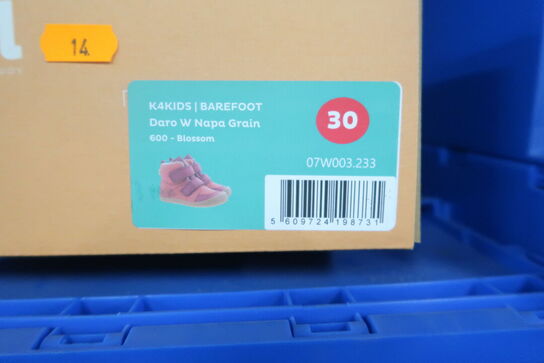 14
K4KIDS | BAREFOOT
Daro W Napa Grain
600 - Blossom
30
07W003.233
5 609724 198731